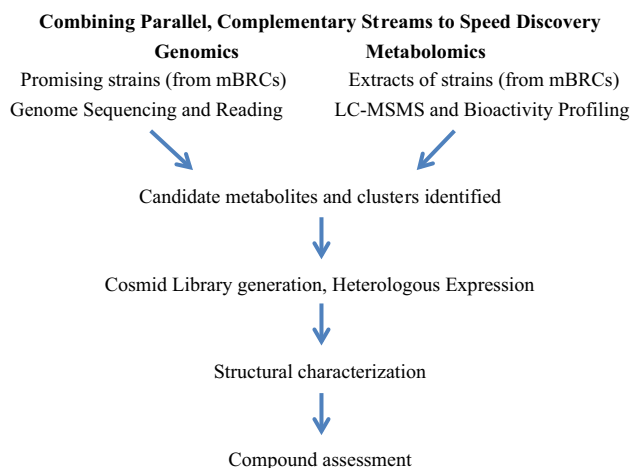 Combining Parallel, Complementary Streams to Speed Discovery
Genomics
Metabolomics
Promising strains (from mBRCs)
Extracts of strains (from mBRCs)
Genome Sequencing and Reading
LC-MSMS and Bioactivity Profiling
Candidate metabolites and clusters identified
Cosmid Library generation, Heterologous Expression
Structural characterization
Compound assessment